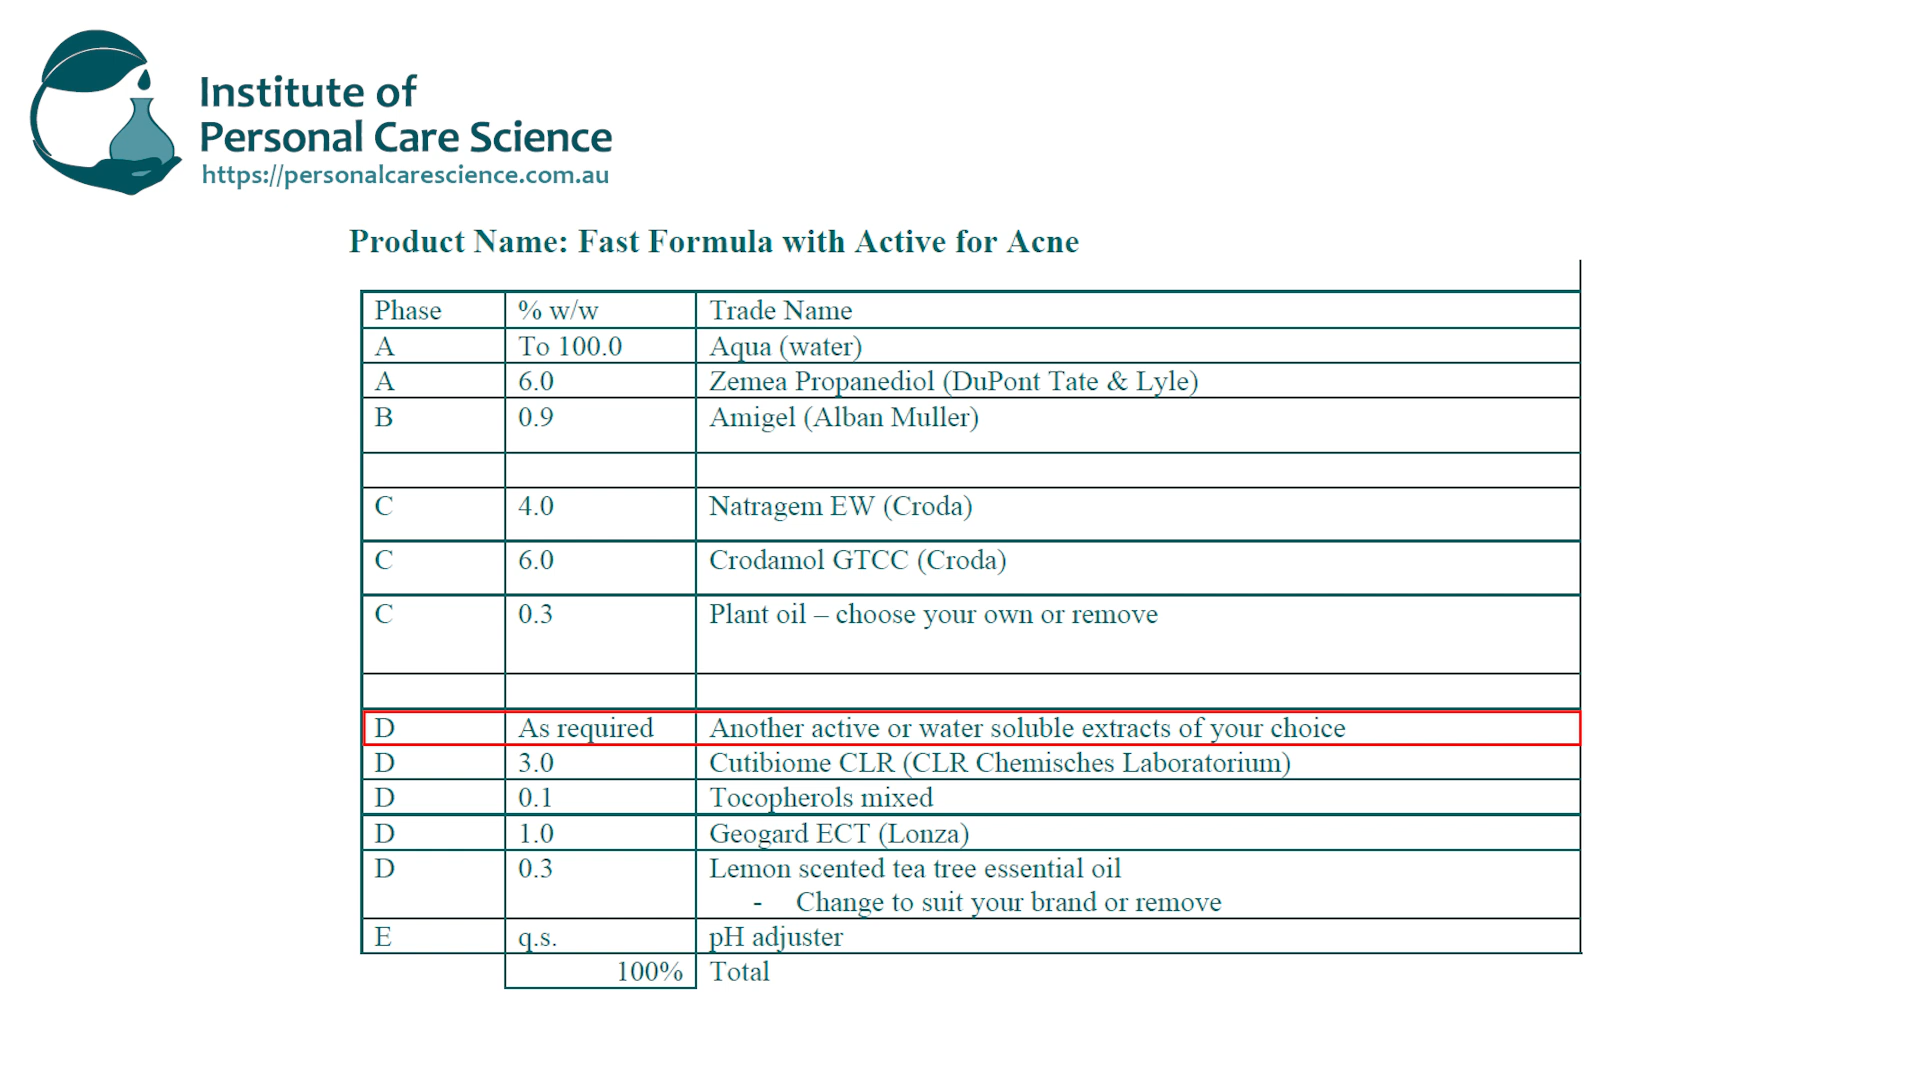 Institute of
Personal Care Science
https://personalcarescience.com.au
Product Name: Fast Formula with Active for Acne
Phase % w/w Trade Name
A To 100.0 Aqua (water)
A 6.0 Zemea Propanediol (DuPont Tate & Lyle)
B 0.9 Amigel (Alban Muller)
C 4.0 Natragem EW (Croda)
C 6.0 Crodamol GTCC (Croda)
C 0.3 Plant oil – choose your own or remove
D As required Another active or water soluble extracts of your choice
D 3.0 Cutibiome CLR (CLR Chemisches Laboratorium)
D 0.1 Tocopherols mixed
D 1.0 Geogard ECT (Lonza)
D 0.3 Lemon scented tea tree essential oil
- Change to suit your brand or remove
E q.s. pH adjuster
100% Total